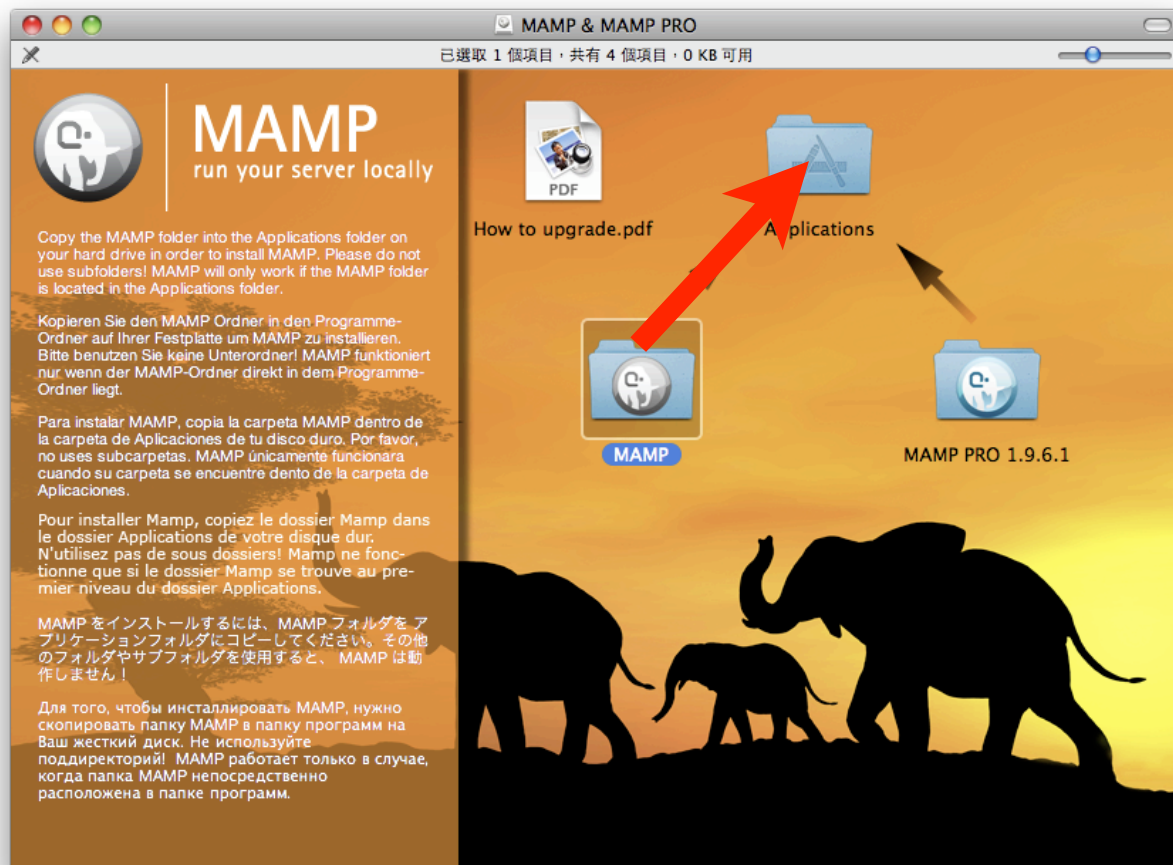 MAMP & MAMP PRO
已選取 1 個項目，共有 4 個項目，0 KB 可用
MAMP
run your server locally
Copy the MAMP folder into the Applications folder on
your hard drive in order to install MAMP. Please do not
use subfolders! MAMP will only work if the MAMP folder
is located in the Applications folder.
Kopieren Sie den MAMP Ordner in den Programme-
Ordner auf Ihrer Festplatte um MAMP zu installieren.
Bitte benutzen Sie keine Unterordner! MAMP funktioniert
nur wenn der MAMP-Ordner direkt in dem Programme-
Ordner liegt.
Para instalar MAMP, copia la carpeta MAMP dentro de
la carpeta de Aplicaciones de tu disco duro. Por favor,
no uses subcarpetas. MAMP únicamente funcionara
cuando su carpeta se encuentre dento de la carpeta de
Aplicaciones.
Pour installer Mamp, copiez le dossier Mamp dans
le dossier Applications de votre disque dur.
N'utilisez pas de sous dossiers! Mamp ne fonc-
tionne que si le dossier Mamp se trouve au pre-
mier niveau du dossier Applications.
MAMP をインストールするには、MAMP フォルダを ア
プリケーションフォルダにコピーしてください。その他
のフォルダやサブフォルダを使用すると、 MAMP は動
作しません！
Для того, чтобы инсталлировать MAMP, нужно
скопировать папку MAMP в папку программ на
Ваш жесткий диск. Не используйте
поддиректорий! MAMP работает только в случае,
когда папка MAMP непосредственно
расположена в папке программ.
PDF
How to upgrade.pdf
Applications
MAMP
MAMP PRO 1.9.6.1